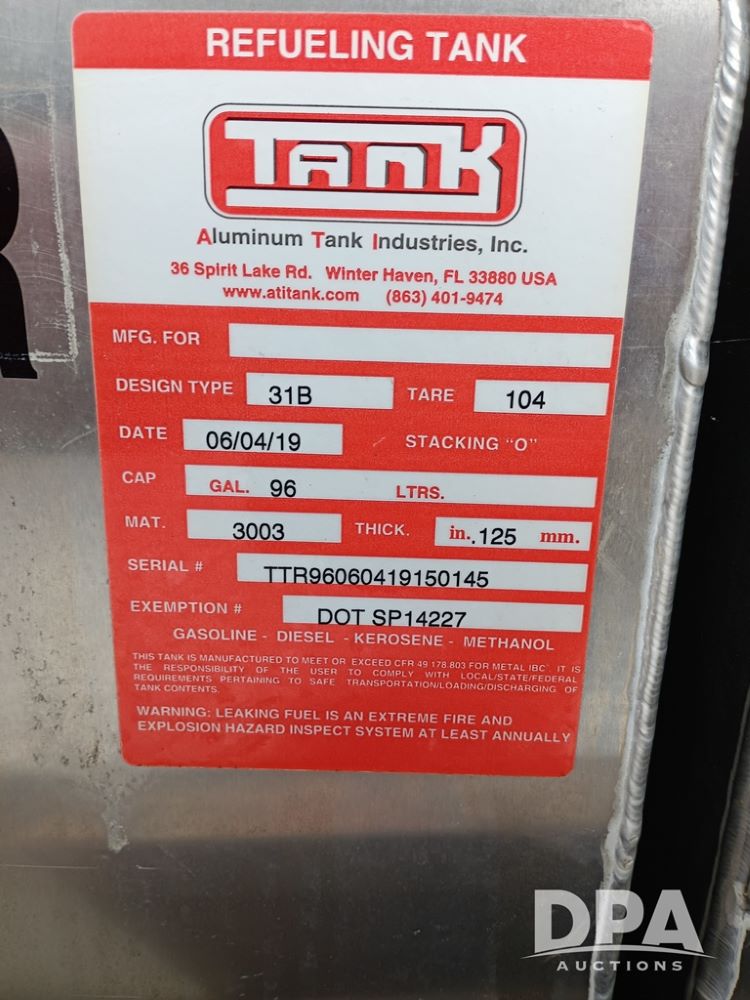 REFUELING TANK
TANK
Aluminum Tank Industries, Inc.
36 Spirit Lake Rd. Winter Haven, FL 33880 USA
www.atitank.com (863) 401-9474
MFG. FOR
DESIGN TYPE 31B TARE 104
DATE 06/04/19 STACKING "O"
CAP GAL. 96 LTRS.
MAT. 3003 THICK. in. .125 mm.
SERIAL # TTR96060419150145
EXEMPTION # DOT SP14227
GASOLINE - DIESEL - KEROSENE - METHANOL
THIS TANK IS MANUFACTURED TO MEET OR EXCEED CFR 49 178.803 FOR METAL IBC. IT IS
THE RESPONSIBILITY OF THE USER TO COMPLY WITH LOCAL/STATE/FEDERAL
REQUIREMENTS PERTAINING TO SAFE TRANSPORTATION/LOADING/DISCHARGING OF
TANK CONTENTS.
WARNING: LEAKING FUEL IS AN EXTREME FIRE AND
EXPLOSION HAZARD INSPECT SYSTEM AT LEAST ANNUALLY
DPA
AUCTIONS